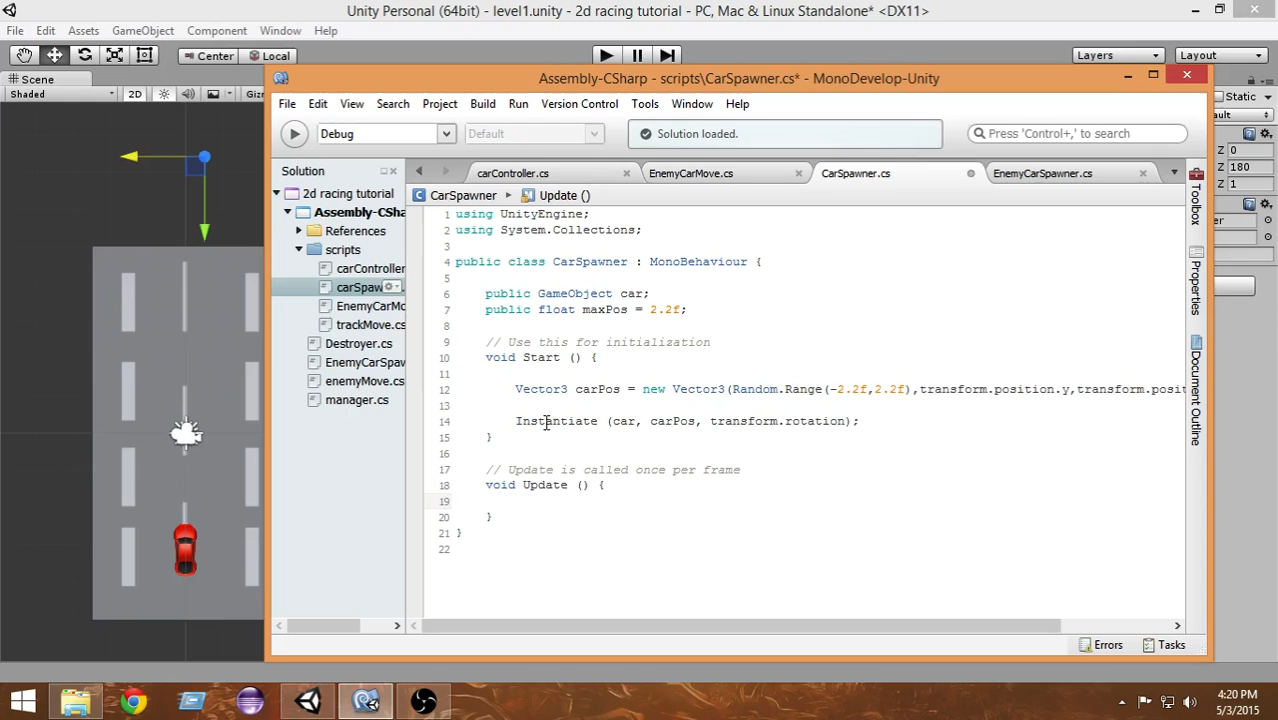 Unity Personal (64bit) - level1.unity - 2d racing tutorial - PC, Mac & Linux Standalone* <DX11>
File Edit Assets GameObject Component Window Help
Center Local Layers Layout
Scene
Shaded 2D Giz
Static
ault
Z 0
Z 180
Z 1
er
Assembly-CSharp - scripts\CarSpawner.cs* - MonoDevelop-Unity
File Edit View Search Project Build Run Version Control Tools Window Help
Debug Default Solution loaded. Press 'Control+,' to search
Solution
carController.cs EnemyCarMove.cs CarSpawner.cs EnemyCarSpawner.cs
CarSpawner Update ()
2d racing tutorial
Assembly-CSha
References
scripts
carController
carSpaw
EnemyCarMo
trackMove.cs
Destroyer.cs
EnemyCarSpaw
enemyMove.cs
manager.cs
1 using UnityEngine;
2 using System.Collections;
3
4 public class CarSpawner : MonoBehaviour {
5
6 public GameObject car;
7 public float maxPos = 2.2f;
8
9 // Use this for initialization
10 void Start () {
11
12 Vector3 carPos = new Vector3(Random.Range(-2.2f,2.2f),transform.position.y,transform.posit
13
14 Instantiate (car, carPos, transform.rotation);
15 }
16
17 // Update is called once per frame
18 void Update () {
19
20 }
21 }
22
Toolbox
Properties
Document Outline
Errors Tasks
4:20 PM
5/3/2015